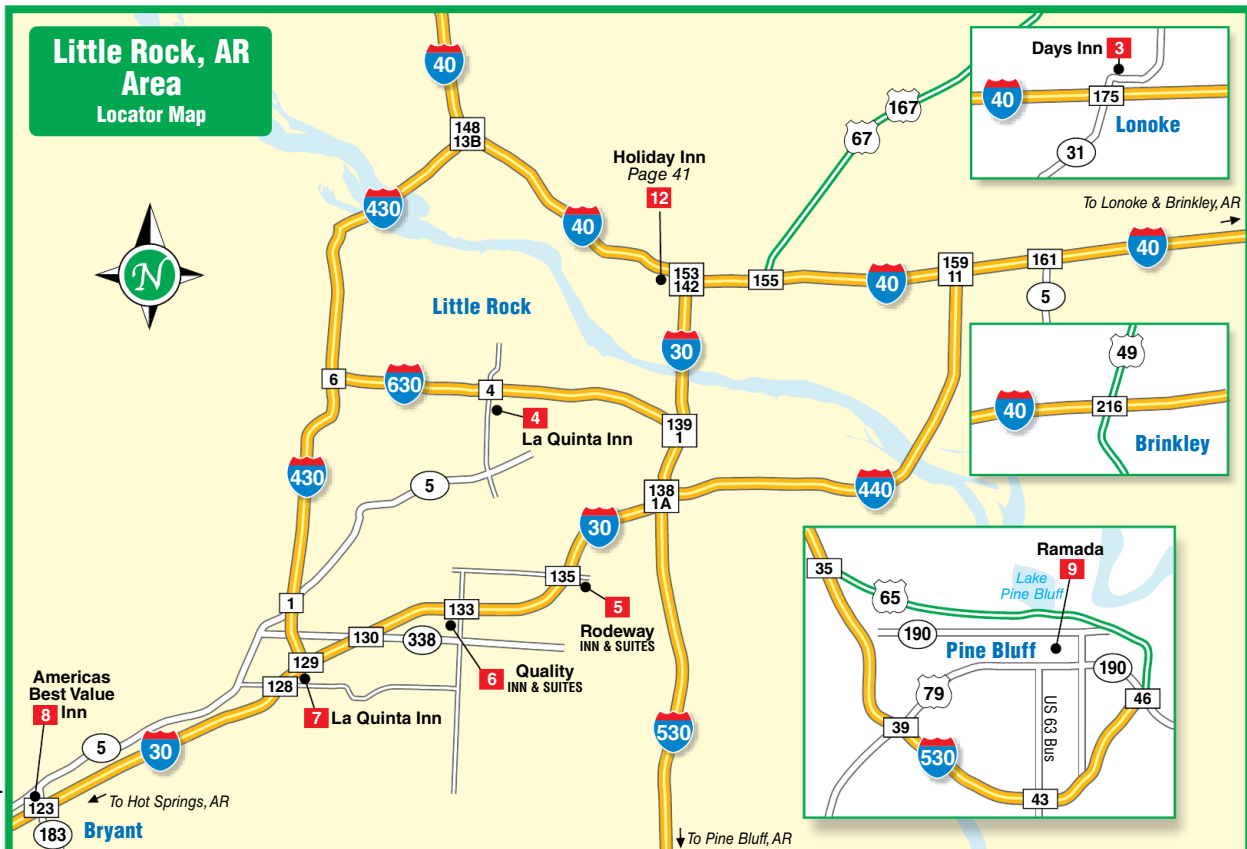 Little Rock, AR
Area
Locator Map
40
148
13B
430
40
Holiday Inn
Page 41
12
167
67
Days Inn 3
40
175
Lonoke
31
To Lonoke & Brinkley, AR
N
Little Rock
153
142
155
40
159
11
161
40
5
30
49
40
216
Brinkley
6
630
4
4
La Quinta Inn
139
1
430
5
138
1A
440
30
135
5
Rodeway
INN & SUITES
1
133
130
338
6
Quality
INN & SUITES
129
128
7 La Quinta Inn
Americas
Best Value
Inn
8
5
30
530
123
To Hot Springs, AR
183
Bryant
To Pine Bluff, AR
35
Ramada
9
Lake
Pine Bluff
65
190
Pine Bluff
190
79
46
39
US 63 Bus
530
43